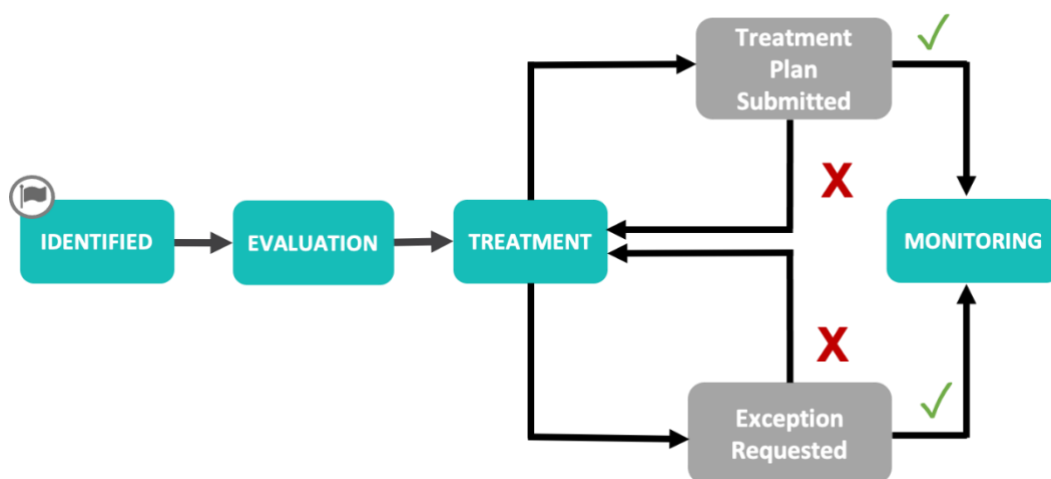 Treatment
Plan
Submitted
X
IDENTIFIED
EVALUATION
TREATMENT
MONITORING
X
Exception
Requested